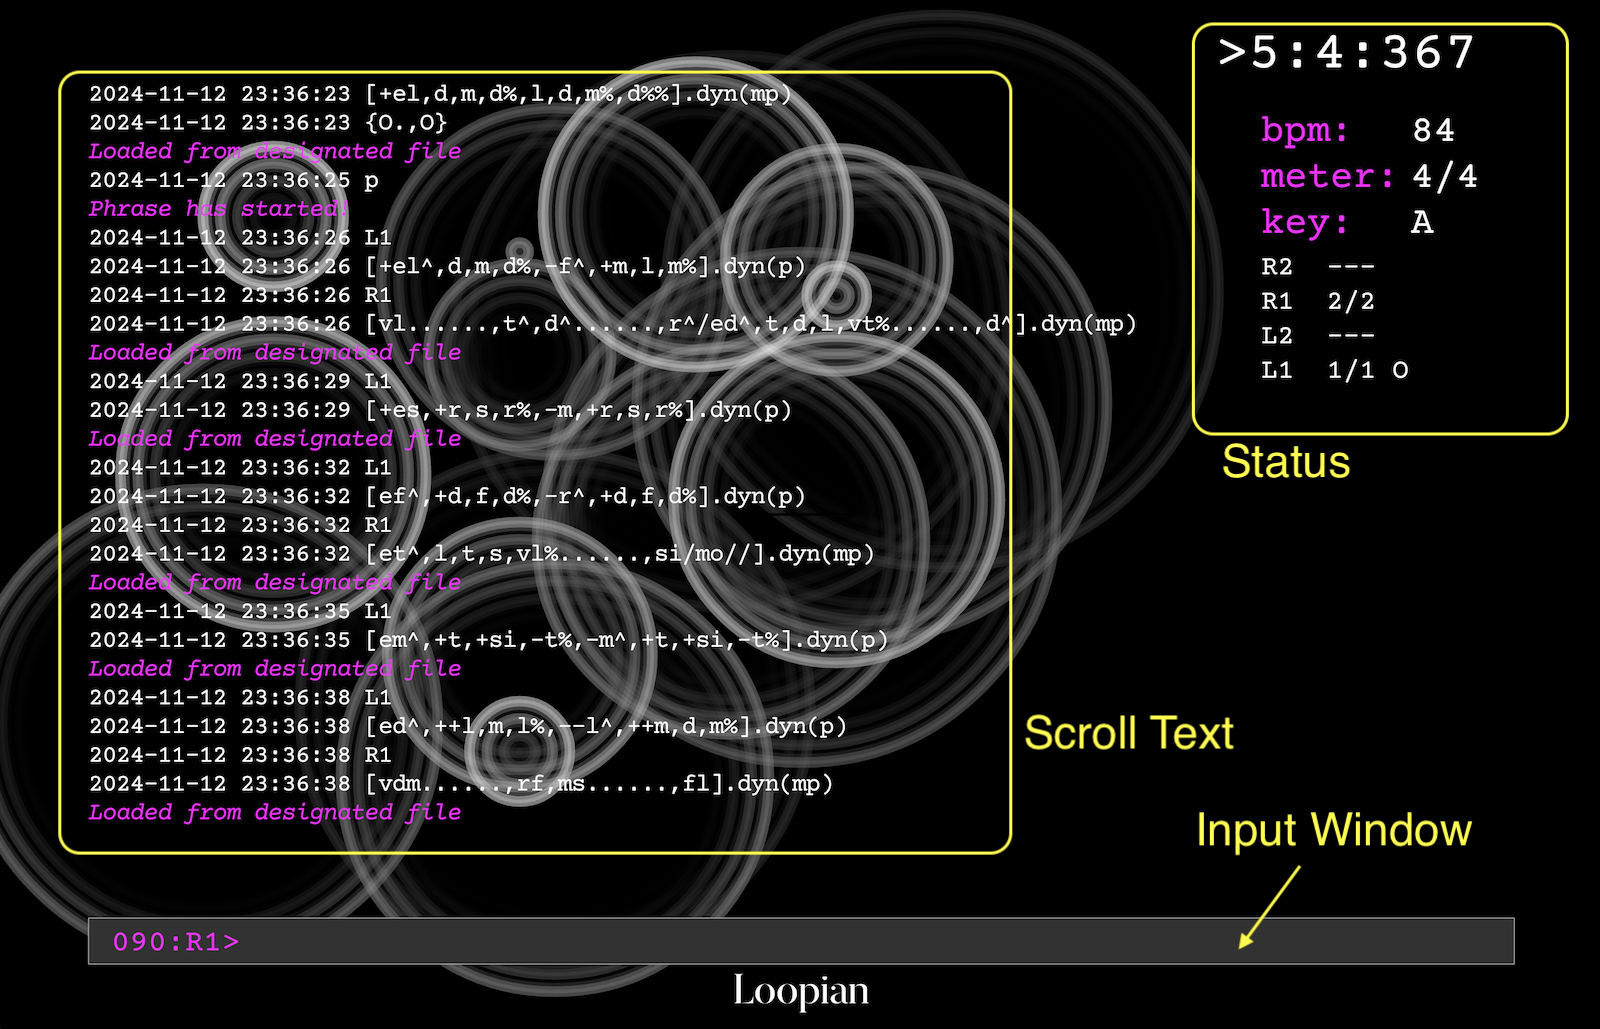 2024-11-12 23:36:23 [+el,d,m,d%,l,d,m%,d%%].dyn(mp)
2024-11-12 23:36:23 {O.,O}
Loaded from designated file
2024-11-12 23:36:25 p
Phrase has started!
2024-11-12 23:36:26 L1
2024-11-12 23:36:26 [+el^,d,m,d%,-f^,+m,l,m%].dyn(p)
2024-11-12 23:36:26 R1
2024-11-12 23:36:26 [vl......,t^,d^......,r^/ed^,t,d,l,vt%......,d^].dyn(mp)
Loaded from designated file
2024-11-12 23:36:29 L1
2024-11-12 23:36:29 [+es,+r,s,r%,-m,+r,s,r%].dyn(p)
Loaded from designated file
2024-11-12 23:36:32 L1
2024-11-12 23:36:32 [ef^,+d,f,d%,-r^,+d,f,d%].dyn(p)
2024-11-12 23:36:32 R1
2024-11-12 23:36:32 [et^,l,t,s,vl%......,si/mo//].dyn(mp)
Loaded from designated file
2024-11-12 23:36:35 L1
2024-11-12 23:36:35 [em^,+t,+si,-t%,-m^,+t,+si,-t%].dyn(p)
Loaded from designated file
2024-11-12 23:36:38 L1
2024-11-12 23:36:38 [ed^,++l,m,l%,--l^,++m,d,m%].dyn(p)
2024-11-12 23:36:38 R1
2024-11-12 23:36:38 [vdm......,rf,ms......,fl].dyn(mp)
Loaded from designated file
>5:4:367
bpm: 84
meter: 4/4
key: A
R2 ---
R1 2/2
L2 ---
L1 1/1 O
Status
Scroll Text
Input Window
090:R1>
Loopian